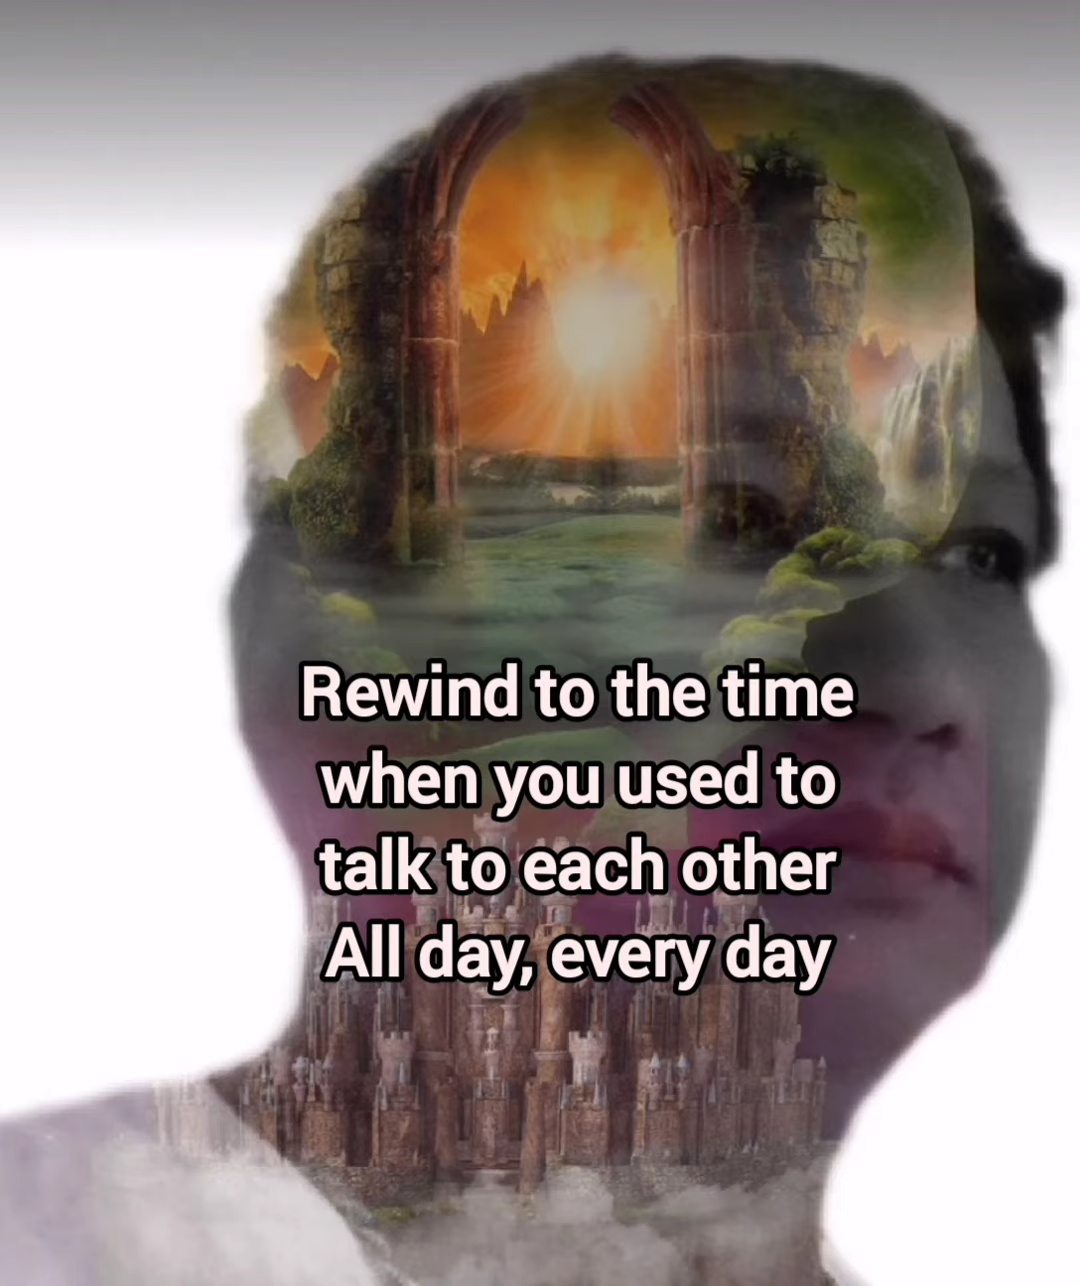 Rewind to the time
when you used to
talk to each other
All day, every day